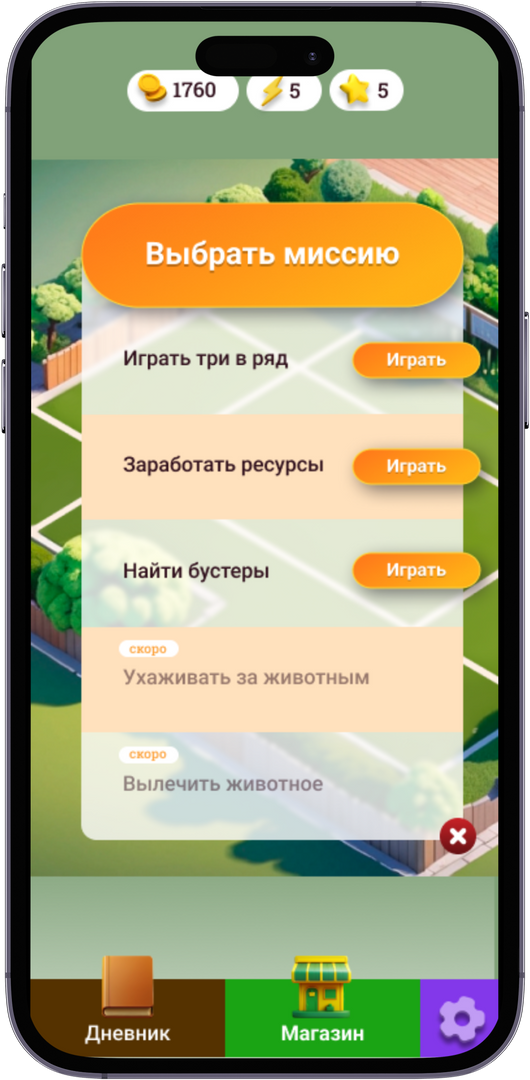 1760 5 5
Выбрать миссию
Играть три в ряд Играть
Заработать ресурсы Играть
Найти бустеры Играть
скоро
Ухаживать за животным
скоро
Вылечить животное
Дневник Магазин